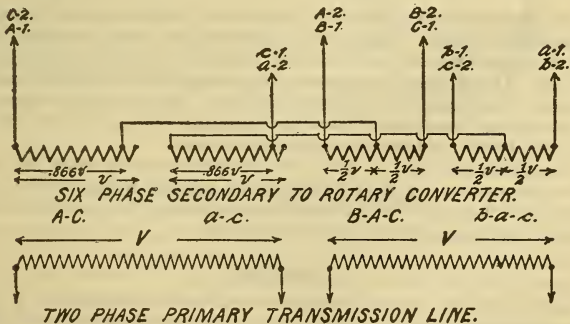 C-2.
A-1.
c-1.
a-2.
A-2.
B-1.
B-2.
C-1.
b-1.
c-2.
a-1.
b-2.
.866v
v
.866v
v
½v
½v
½v
½v
SIX PHASE SECONDARY TO ROTARY CONVERTER.
A-C.
a-c.
B-A-C.
b-a-c.
V
V
TWO PHASE PRIMARY TRANSMISSION LINE.